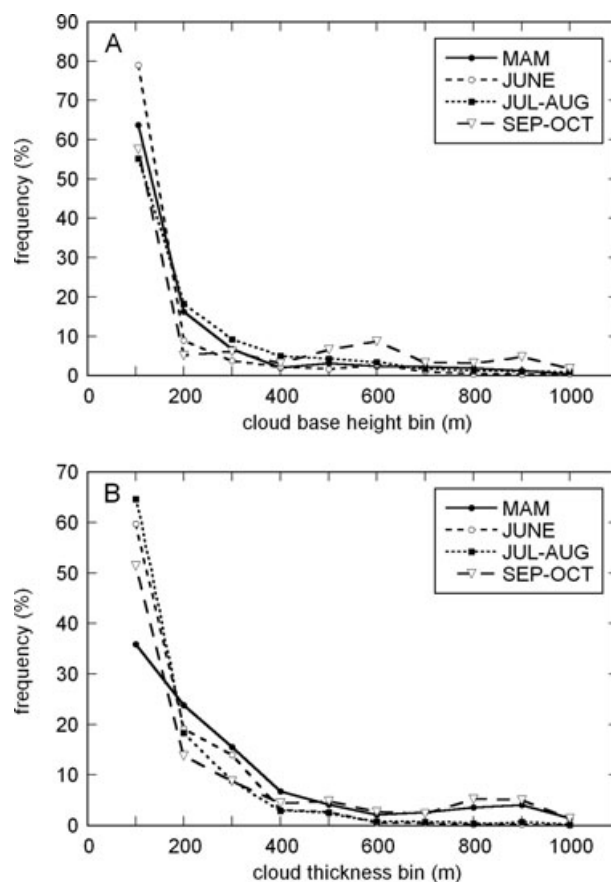 A
MAM
JUNE
JUL-AUG
SEP-OCT
90
80
70
60
50
40
30
20
10
0
frequency (%)
0 200 400 600 800 1000
cloud base height bin (m)
B
MAM
JUNE
JUL-AUG
SEP-OCT
70
60
50
40
30
20
10
0
frequency (%)
0 200 400 600 800 1000
cloud thickness bin (m)